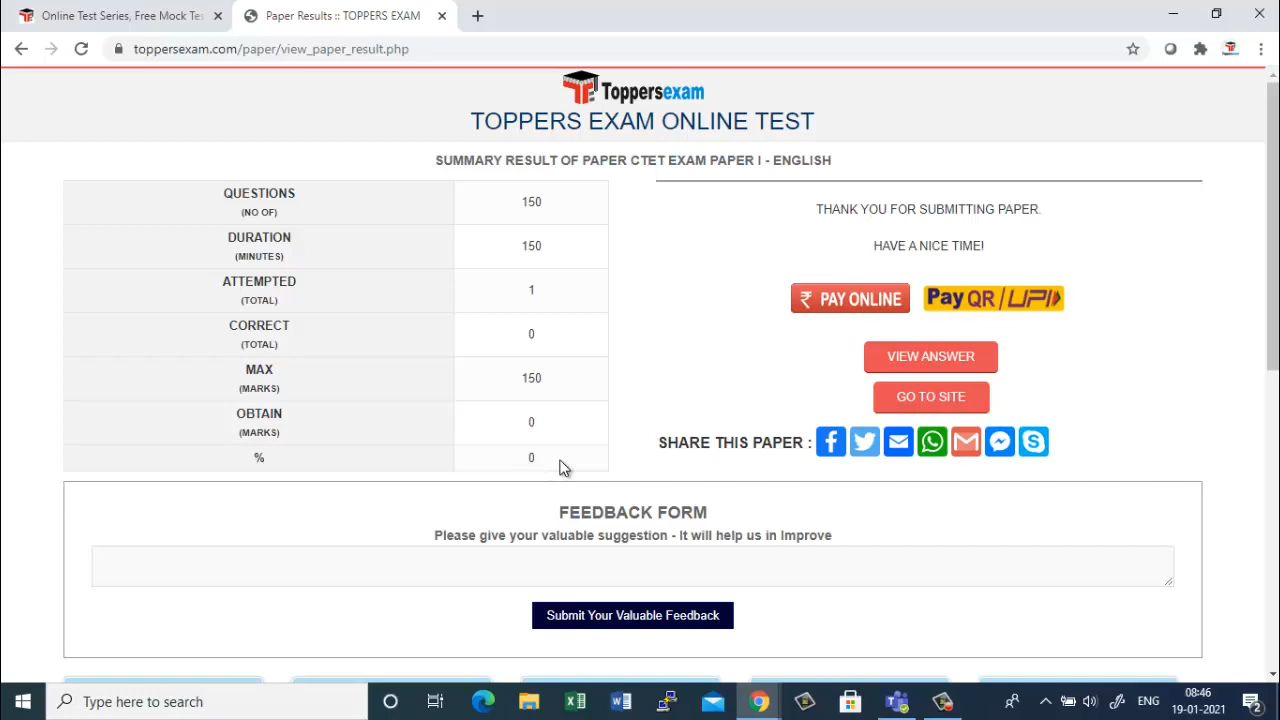 Online Test Series, Free Mock Tes
Paper Results :: TOPPERS EXAM
toppersexam.com/paper/view_paper_result.php
Toppersexam
TOPPERS EXAM ONLINE TEST
SUMMARY RESULT OF PAPER CTET EXAM PAPER I - ENGLISH
QUESTIONS
(NO OF)
150
DURATION
(MINUTES)
150
ATTEMPTED
(TOTAL)
1
CORRECT
(TOTAL)
0
MAX
(MARKS)
150
OBTAIN
(MARKS)
0
%
0
THANK YOU FOR SUBMITTING PAPER.
HAVE A NICE TIME!
₹ PAY ONLINE
Pay QR/UPI
VIEW ANSWER
GO TO SITE
SHARE THIS PAPER :
FEEDBACK FORM
Please give your valuable suggestion - It will help us in Improve
Submit Your Valuable Feedback
Type here to search
ENG
08:46
19-01-2021
2